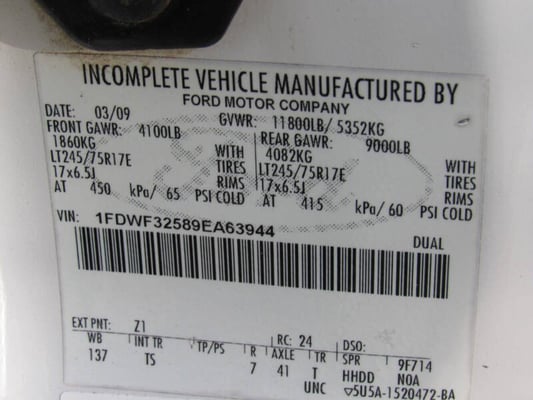 INCOMPLETE VEHICLE MANUFACTURED BY
FORD MOTOR COMPANY
DATE: 03/09 GVWR: 11800LB/ 5352KG
FRONT GAWR: 4100LB REAR GAWR: 9000LB
1860KG WITH 4082KG WITH
LT245/75R17E TIRES LT245/75R17E TIRES
17x6.5J RIMS 17x6.5J RIMS
AT 450 kPa/ 65 PSI COLD AT 415 kPa/ 60 PSI COLD
VIN: 1FDWF32589EA63944
DUAL
EXT PNT: Z1 RC: 24 DSO:
WB INT TR TP/PS R AXLE TR SPR 9F714
137 TS 7 41 T HHDD NOA
UNC ▽5U5A-1520472-BA